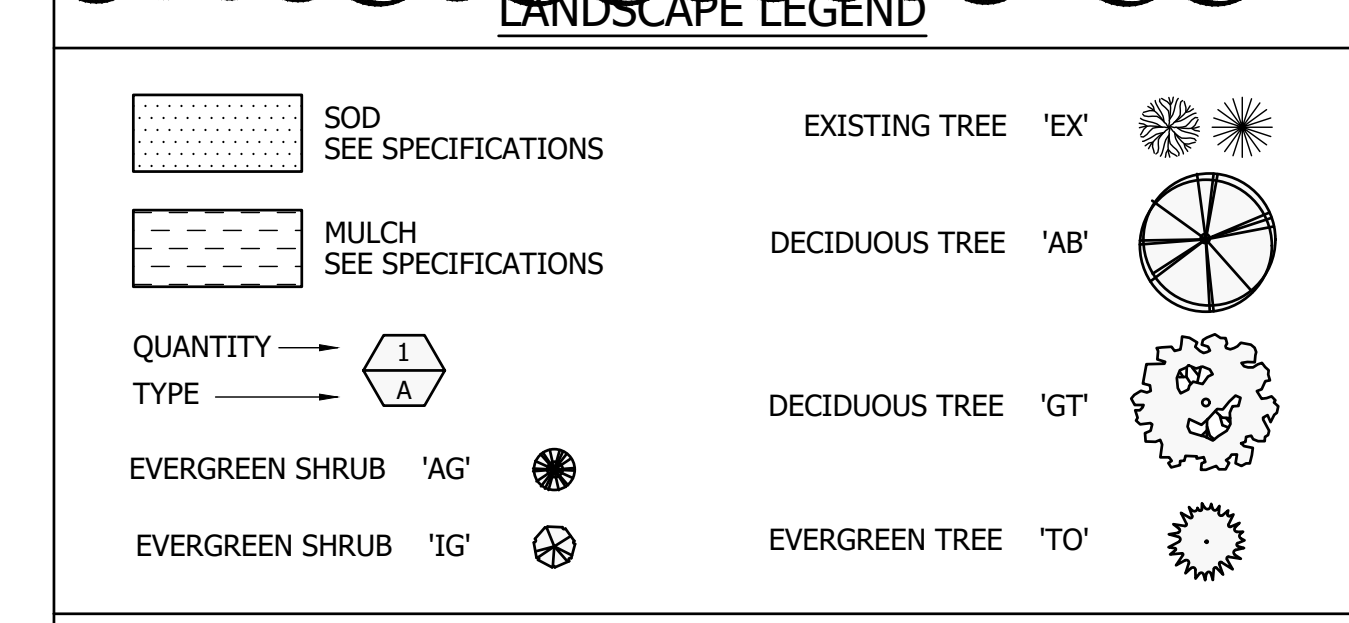 LANDSCAPE LEGEND
SOD
SEE SPECIFICATIONS
MULCH
SEE SPECIFICATIONS
QUANTITY
1
TYPE
A
EVERGREEN SHRUB 'AG'
EVERGREEN SHRUB 'IG'
EXISTING TREE 'EX'
DECIDUOUS TREE 'AB'
DECIDUOUS TREE 'GT'
EVERGREEN TREE 'TO'